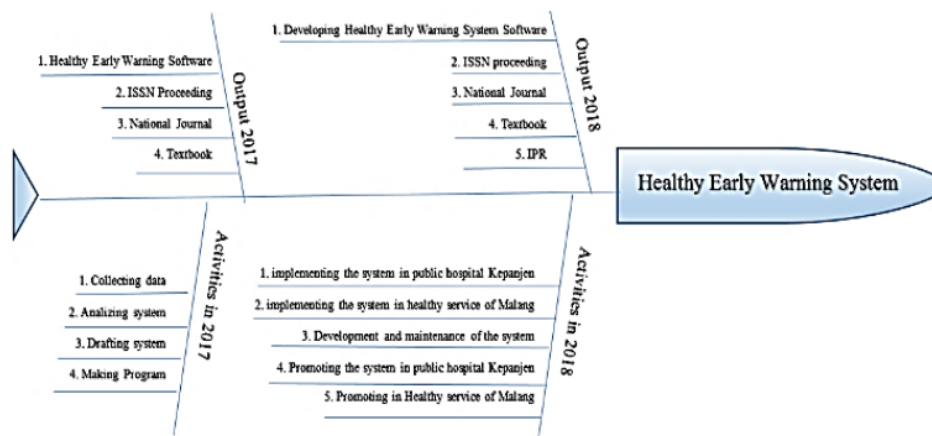 1. Healthy Early Warning Software
2. ISSN Proceeding
3. National Journal
4. Textbook
Output 2017
1. Developing Healthy Early Warning System Software
2. ISSN proceeding
3. National Journal
4. Textbook
5. IPR
Output 2018
Healthy Early Warning System
1. Collecting data
2. Analizing system
3. Drafting system
4. Making Program
Activities in 2017
1. implementing the system in public hospital Kepanjen
2. implementing the system in healthy service of Malang
3. Development and maintenance of the system
4. Promoting the system in public hospital Kepanjen
5. Promoting in Healthy service of Malang
Activities in 2018